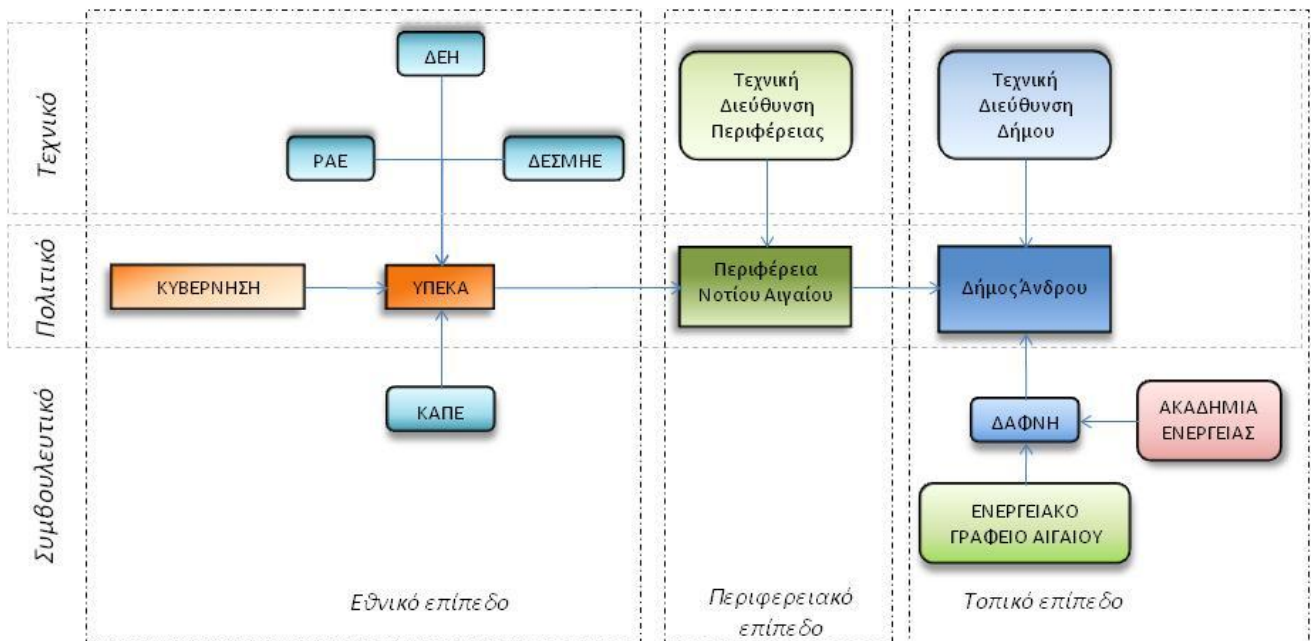 Τεχνικό
ΔΕΗ
ΡΑΕ
ΔΕΣΜΗΕ
Τεχνική
Διεύθυνση
Περιφέρειας
Τεχνική
Διεύθυνση
Δήμου
Πολιτικό
ΚΥΒΕΡΝΗΣΗ
ΥΠΕΚΑ
Περιφέρεια
Νοτίου Αιγαίου
Δήμος Άνδρου
Συμβουλευτικό
ΚΑΠΕ
ΔΑΦΝΗ
ΑΚΑΔΗΜΙΑ
ΕΝΕΡΓΕΙΑΣ
ΕΝΕΡΓΕΙΑΚΟ
ΓΡΑΦΕΙΟ ΑΙΓΑΙΟΥ
Εθνικό επίπεδο
Περιφερειακό
επίπεδο
Τοπικό επίπεδο